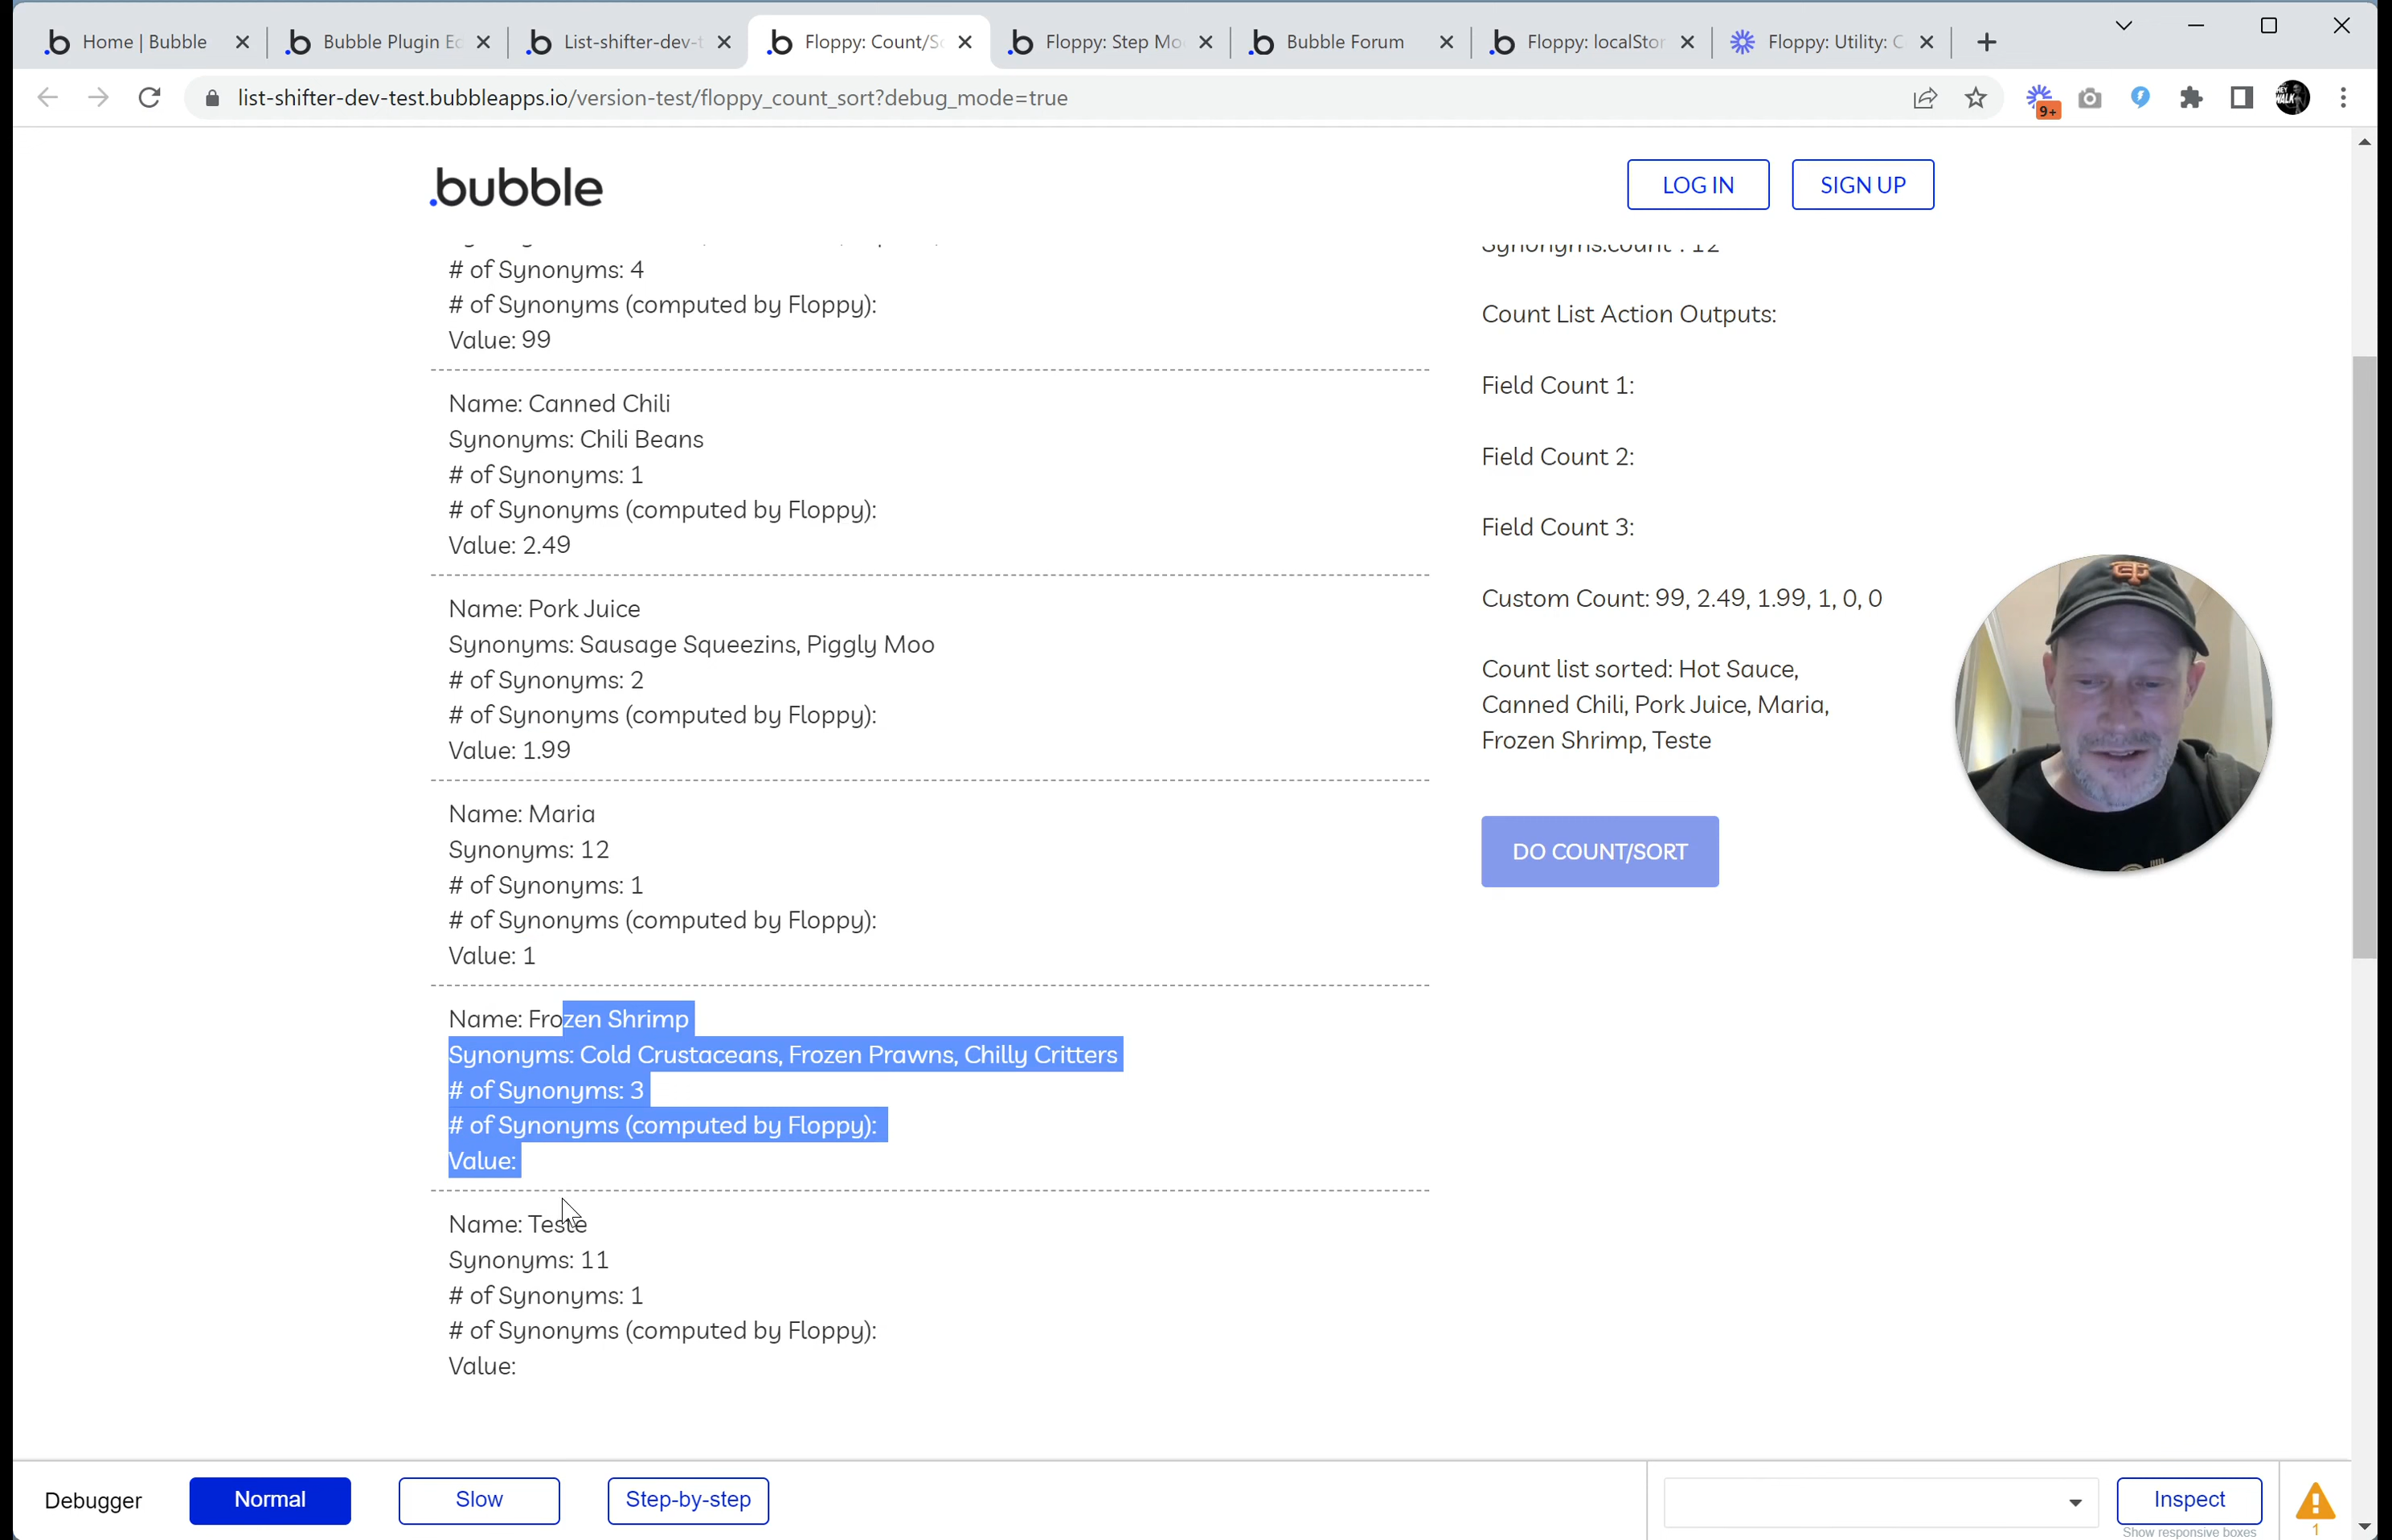 Home | Bubble
Bubble Plugin Ec
List-shifter-dev-t
Floppy: Count/So
Floppy: Step Mo
Bubble Forum
Floppy: localStor
Floppy: Utility: C
list-shifter-dev-test.bubbleapps.io/version-test/floppy_count_sort?debug_mode=true
9+
.bubble
LOG IN
SIGN UP
# of Synonyms: 4
# of Synonyms (computed by Floppy):
Value: 99
Name: Canned Chili
Synonyms: Chili Beans
# of Synonyms: 1
# of Synonyms (computed by Floppy):
Value: 2.49
Name: Pork Juice
Synonyms: Sausage Squeezins, Piggly Moo
# of Synonyms: 2
# of Synonyms (computed by Floppy):
Value: 1.99
Name: Maria
Synonyms: 12
# of Synonyms: 1
# of Synonyms (computed by Floppy):
Value: 1
Name: Frozen Shrimp
Synonyms: Cold Crustaceans, Frozen Prawns, Chilly Critters
# of Synonyms: 3
# of Synonyms (computed by Floppy):
Value:
Name: Teste
Synonyms: 11
# of Synonyms: 1
# of Synonyms (computed by Floppy):
Value:
Synonyms:count : 12
Count List Action Outputs:
Field Count 1:
Field Count 2:
Field Count 3:
Custom Count: 99, 2.49, 1.99, 1, 0, 0
Count list sorted: Hot Sauce,
Canned Chili, Pork Juice, Maria,
Frozen Shrimp, Teste
DO COUNT/SORT
Debugger
Normal
Slow
Step-by-step
Inspect
Show responsive boxes
1